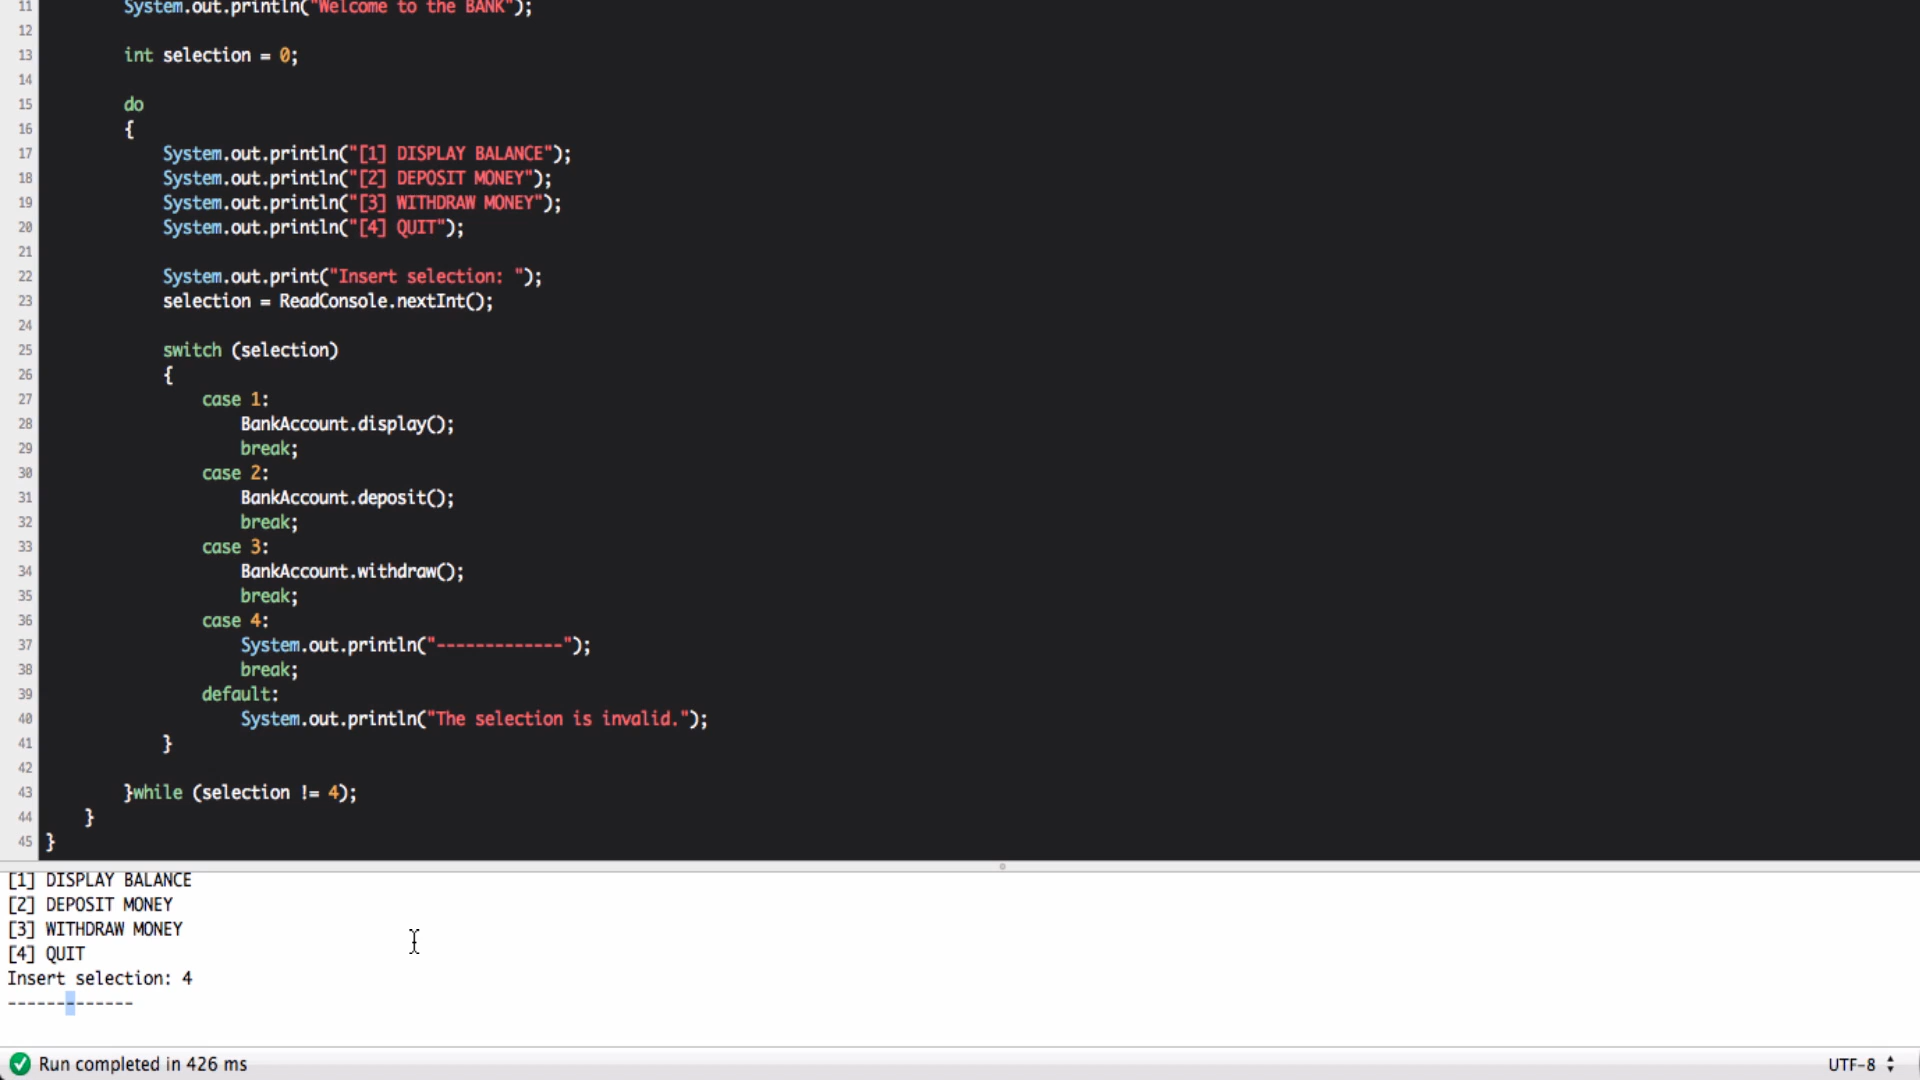 11 System.out.println("Welcome to the BANK");
12
13 int selection = 0;
14
15 do
16 {
17 System.out.println("[1] DISPLAY BALANCE");
18 System.out.println("[2] DEPOSIT MONEY");
19 System.out.println("[3] WITHDRAW MONEY");
20 System.out.println("[4] QUIT");
21
22 System.out.print("Insert selection: ");
23 selection = ReadConsole.nextInt();
24
25 switch (selection)
26 {
27 case 1:
28 BankAccount.display();
29 break;
30 case 2:
31 BankAccount.deposit();
32 break;
33 case 3:
34 BankAccount.withdraw();
35 break;
36 case 4:
37 System.out.println("-------------");
38 break;
39 default:
40 System.out.println("The selection is invalid.");
41 }
42
43 }while (selection != 4);
44 }
45 }
[1] DISPLAY BALANCE
[2] DEPOSIT MONEY
[3] WITHDRAW MONEY
[4] QUIT
Insert selection: 4
-------------
Run completed in 426 ms UTF-8